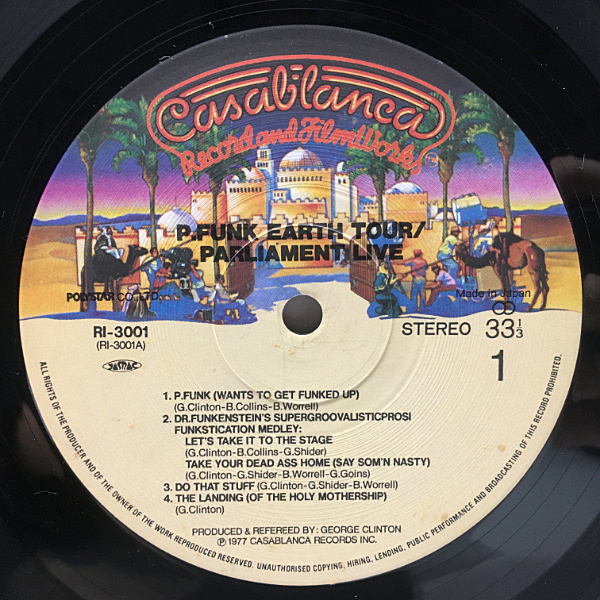 Casablanca
Record and FilmWorks
P.FUNK EARTH TOUR/
PARLIAMENT LIVE
POLYSTAR CO., LTD.
Made in Japan
RI-3001
(RI-3001A)
JASRAC
STEREO 33 1/3
1
1. P.FUNK (WANTS TO GET FUNKED UP)
(G.Clinton-B.Collins-B.Worrell)
2. DR.FUNKENSTEIN'S SUPERGROOVALISTICPROSI
FUNKSTICATION MEDLEY:
LET'S TAKE IT TO THE STAGE
(G.Clinton-B.Collins-G.Shider)
TAKE YOUR DEAD ASS HOME (SAY SOM'N NASTY)
(G.Clinton-G.Shider-B.Worrell-G.Goins)
3. DO THAT STUFF (G.Clinton-G.Shider-B.Worrell)
4. THE LANDING (OF THE HOLY MOTHERSHIP)
(G.Clinton)
PRODUCED & REFEREED BY: GEORGE CLINTON
Ⓟ 1977 CASABLANCA RECORDS INC.
ALL RIGHTS OF THE PRODUCER AND OF THE OWNER OF THE WORK REPRODUCED RESERVED. UNAUTHORISED COPYING, HIRING, LENDING, PUBLIC PERFORMANCE AND BROADCASTING OF THIS RECORD PROHIBITED.